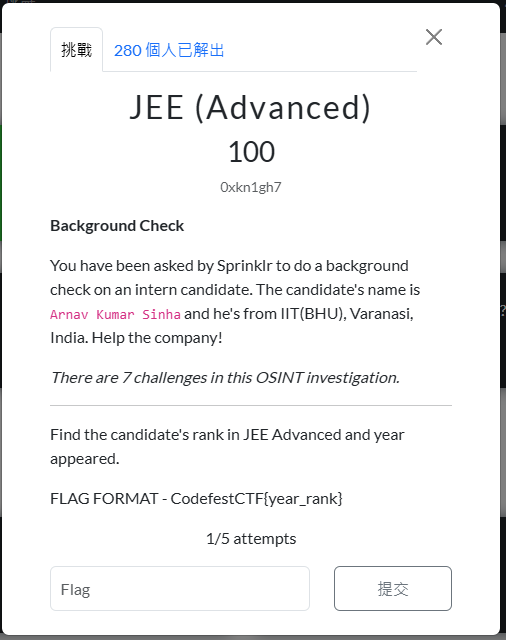 挑戰
280 個人已解出
JEE (Advanced)
100
0xkn1gh7
Background Check
You have been asked by Sprinklr to do a background
check on an intern candidate. The candidate's name is
Arnav Kumar Sinha and he's from IIT(BHU), Varanasi,
India. Help the company!
There are 7 challenges in this OSINT investigation.
Find the candidate's rank in JEE Advanced and year
appeared.
FLAG FORMAT - CodefestCTF{year_rank}
1/5 attempts
Flag
提交
?